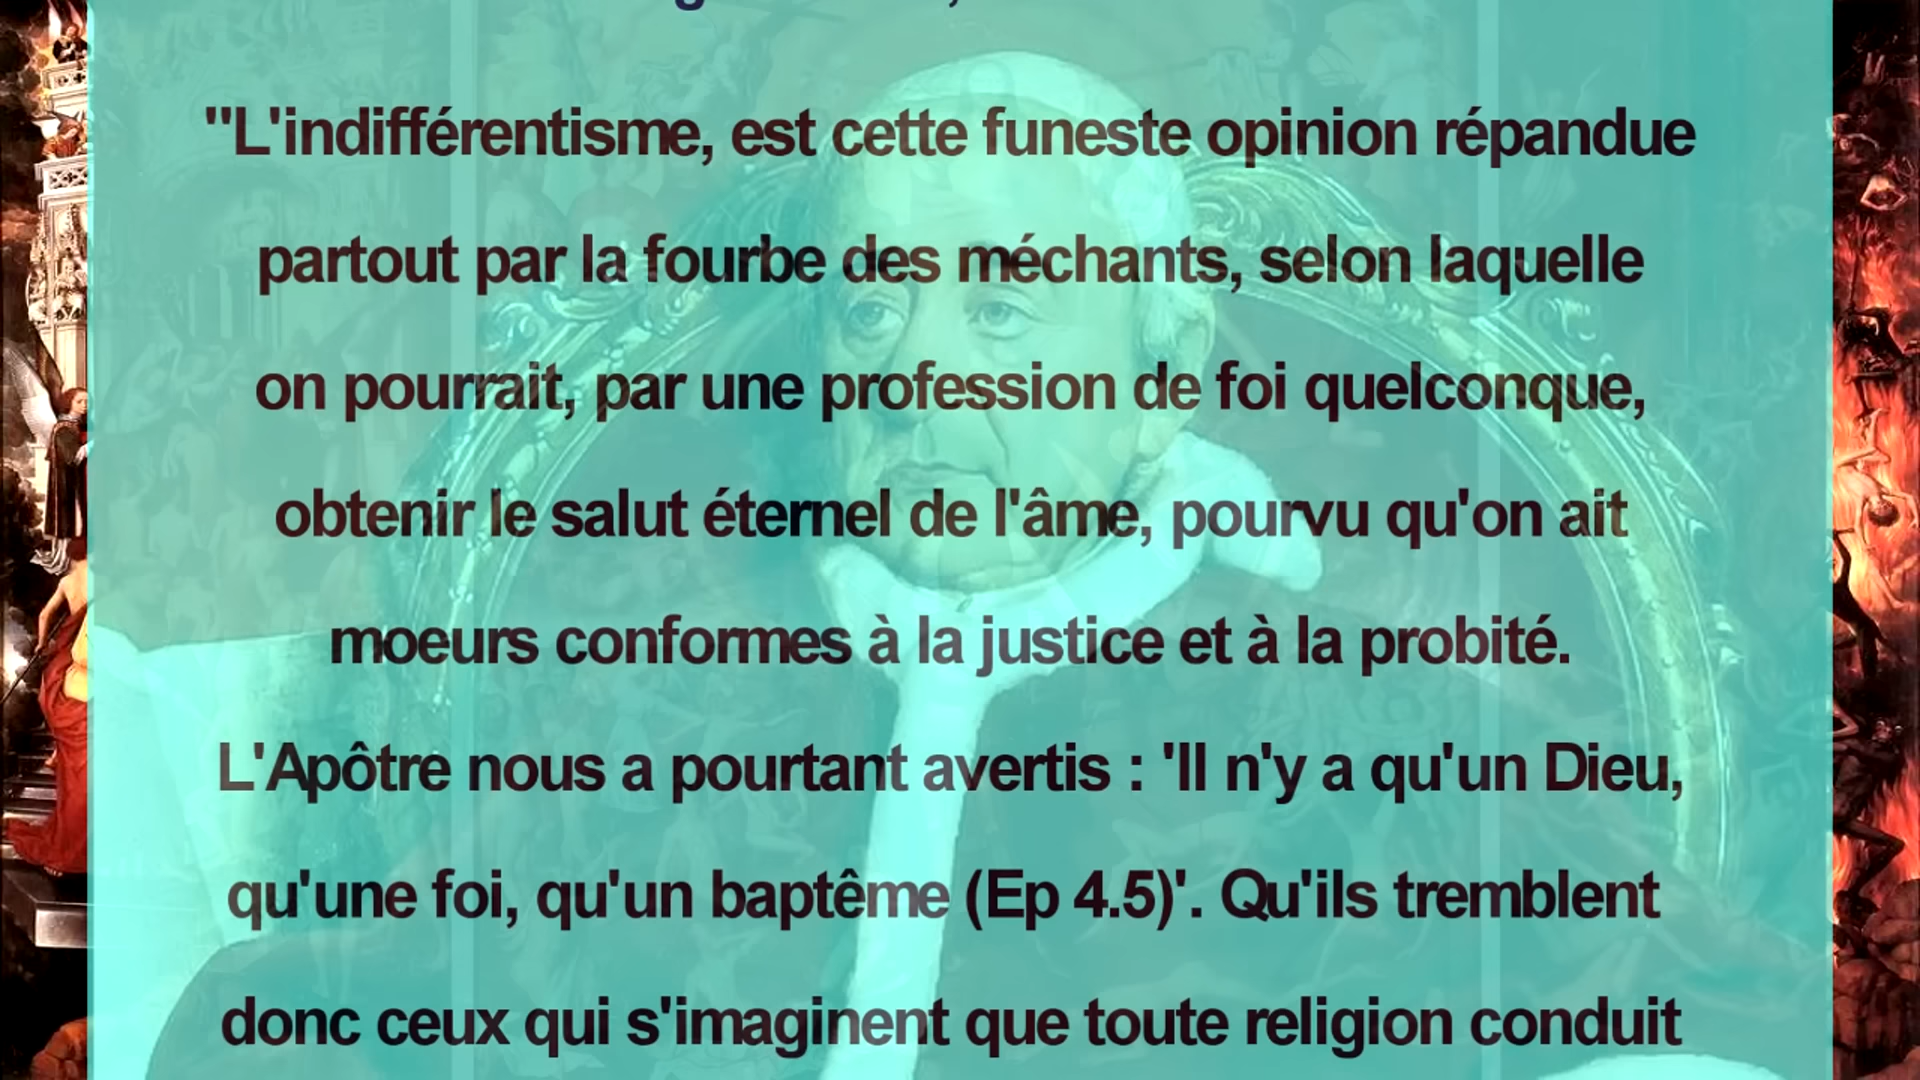 "L'indifférentisme, est cette funeste opinion répandue
partout par la fourbe des méchants, selon laquelle
on pourrait, par une profession de foi quelconque,
obtenir le salut éternel de l'âme, pourvu qu'on ait
moeurs conformes à la justice et à la probité.
L'Apôtre nous a pourtant avertis : 'Il n'y a qu'un Dieu,
qu'une foi, qu'un baptême (Ep 4.5)'. Qu'ils tremblent
donc ceux qui s'imaginent que toute religion conduit